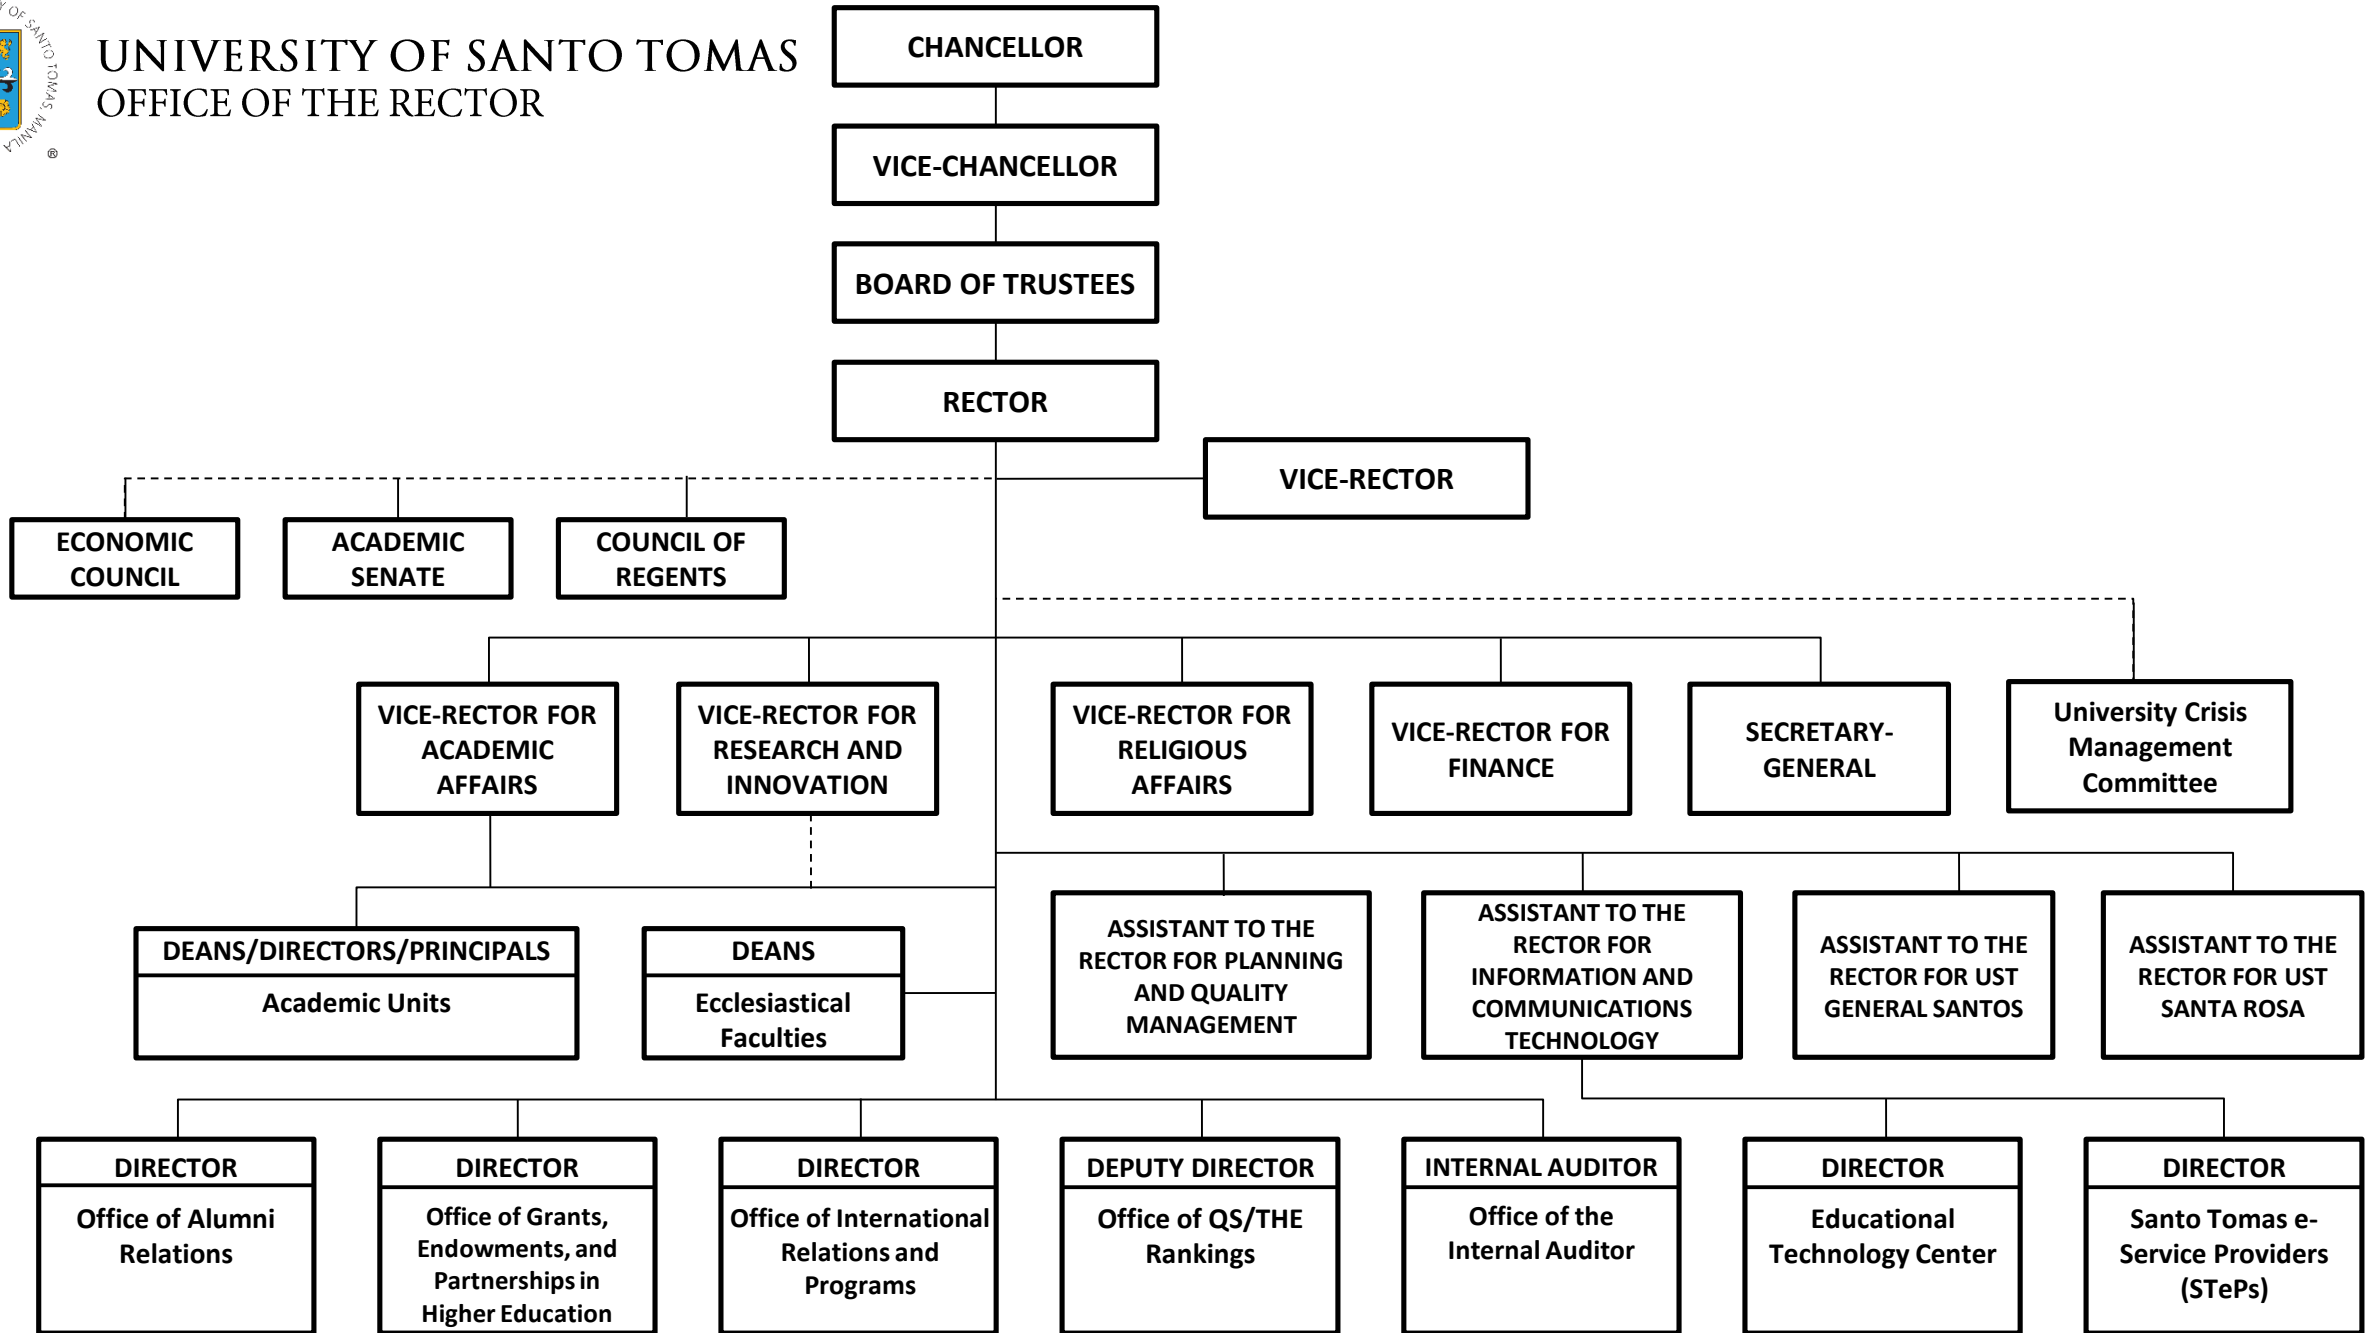 Y OF SANTO TOMAS, MANILA
®
UNIVERSITY OF SANTO TOMAS
OFFICE OF THE RECTOR
CHANCELLOR
VICE-CHANCELLOR
BOARD OF TRUSTEES
RECTOR
VICE-RECTOR
ECONOMIC
COUNCIL
ACADEMIC
SENATE
COUNCIL OF
REGENTS
VICE-RECTOR FOR
ACADEMIC
AFFAIRS
VICE-RECTOR FOR
RESEARCH AND
INNOVATION
VICE-RECTOR FOR
RELIGIOUS
AFFAIRS
VICE-RECTOR FOR
FINANCE
SECRETARY-
GENERAL
University Crisis
Management
Committee
DEANS/DIRECTORS/PRINCIPALS
Academic Units
DEANS
Ecclesiastical
Faculties
ASSISTANT TO THE
RECTOR FOR PLANNING
AND QUALITY
MANAGEMENT
ASSISTANT TO THE
RECTOR FOR
INFORMATION AND
COMMUNICATIONS
TECHNOLOGY
ASSISTANT TO THE
RECTOR FOR UST
GENERAL SANTOS
ASSISTANT TO THE
RECTOR FOR UST
SANTA ROSA
DIRECTOR
Office of Alumni
Relations
DIRECTOR
Office of Grants,
Endowments, and
Partnerships in
Higher Education
DIRECTOR
Office of International
Relations and
Programs
DEPUTY DIRECTOR
Office of QS/THE
Rankings
INTERNAL AUDITOR
Office of the
Internal Auditor
DIRECTOR
Educational
Technology Center
DIRECTOR
Santo Tomas e-
Service Providers
(STePs)